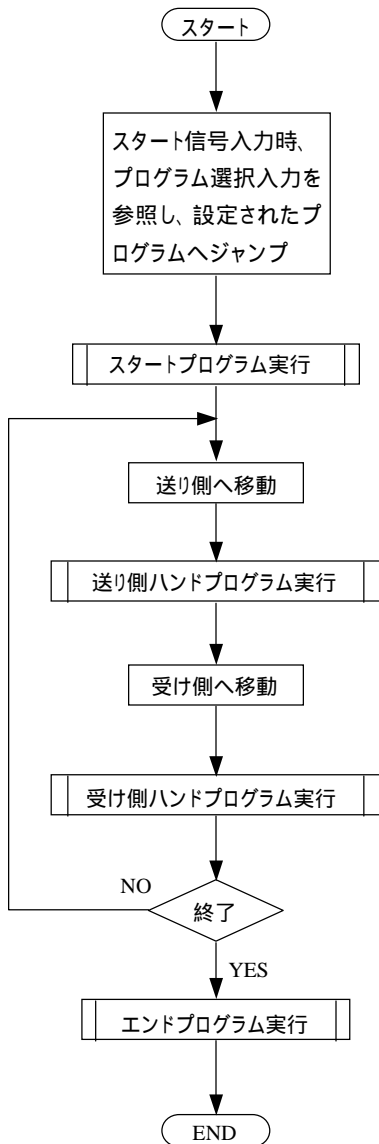 スタート
スタート信号入力時、
プログラム選択入力を
参照し、設定されたプ
ログラムへジャンプ
スタートプログラム実行
送り側へ移動
送り側ハンドプログラム実行
受け側へ移動
受け側ハンドプログラム実行
NO
終了
YES
エンドプログラム実行
END